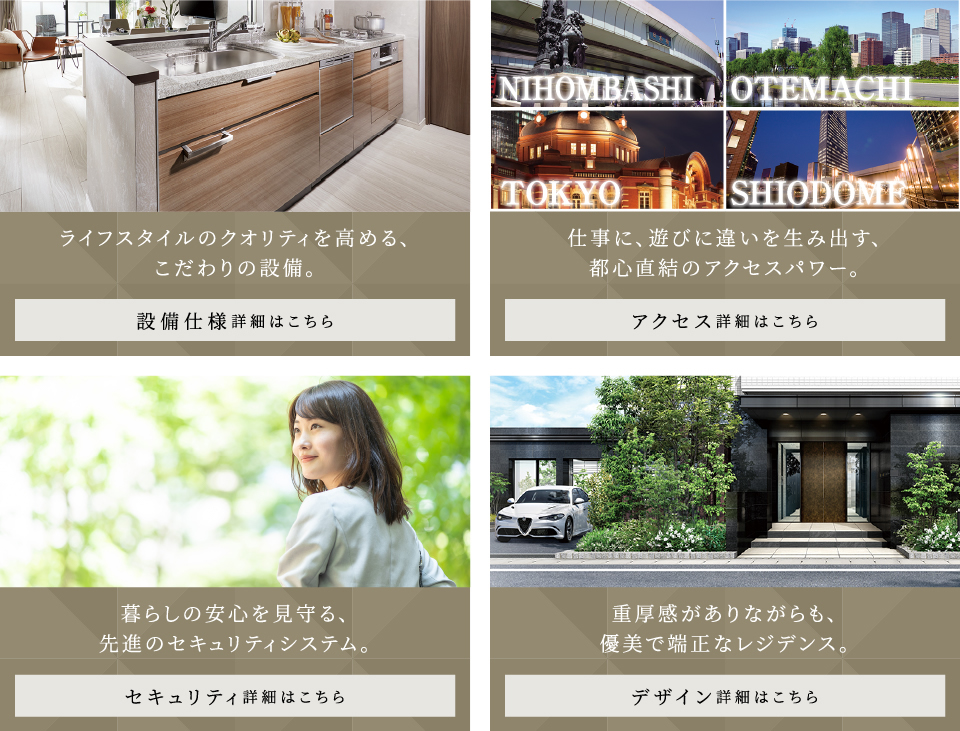 ライフスタイルのクオリティを高める、
こだわりの設備。
設備仕様詳細はこちら
NIHOMBASHI
OTEMACHI
TOKYO
SHIODOME
仕事に、遊びに違いを生み出す、
都心直結のアクセスパワー。
アクセス詳細はこちら
暮らしの安心を見守る、
先進のセキュリティシステム。
セキュリティ詳細はこちら
重厚感がありながらも、
優美で端正なレジデンス。
デザイン詳細はこちら